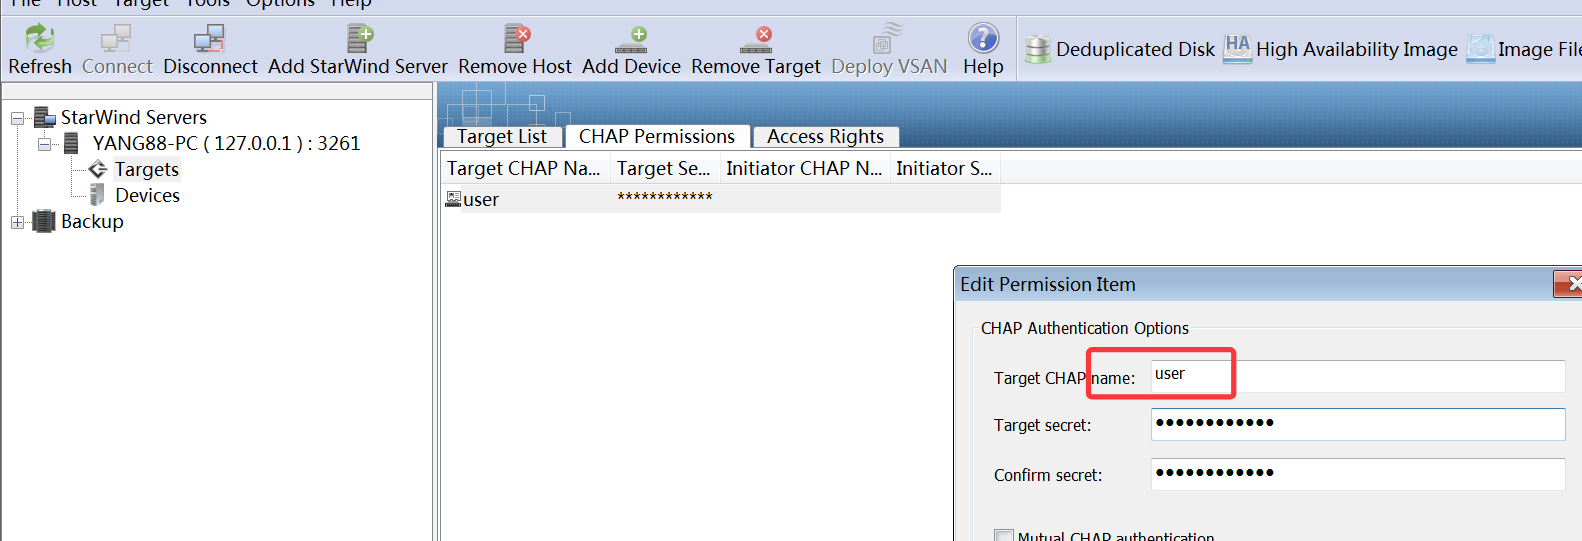 File Host Target Tools Options Help
Refresh Connect Disconnect Add StarWind Server Remove Host Add Device Remove Target Deploy VSAN Help Deduplicated Disk HA High Availability Image Image File
StarWind Servers
YANG88-PC ( 127.0.0.1 ) : 3261
Targets
Devices
Backup
Target List CHAP Permissions Access Rights
Target CHAP Na... Target Se... Initiator CHAP N... Initiator S...
user ************
Edit Permission Item
CHAP Authentication Options
Target CHAP name: user
Target secret: ●●●●●●●●●●●●
Confirm secret: ●●●●●●●●●●●●
Mutual CHAP authentication